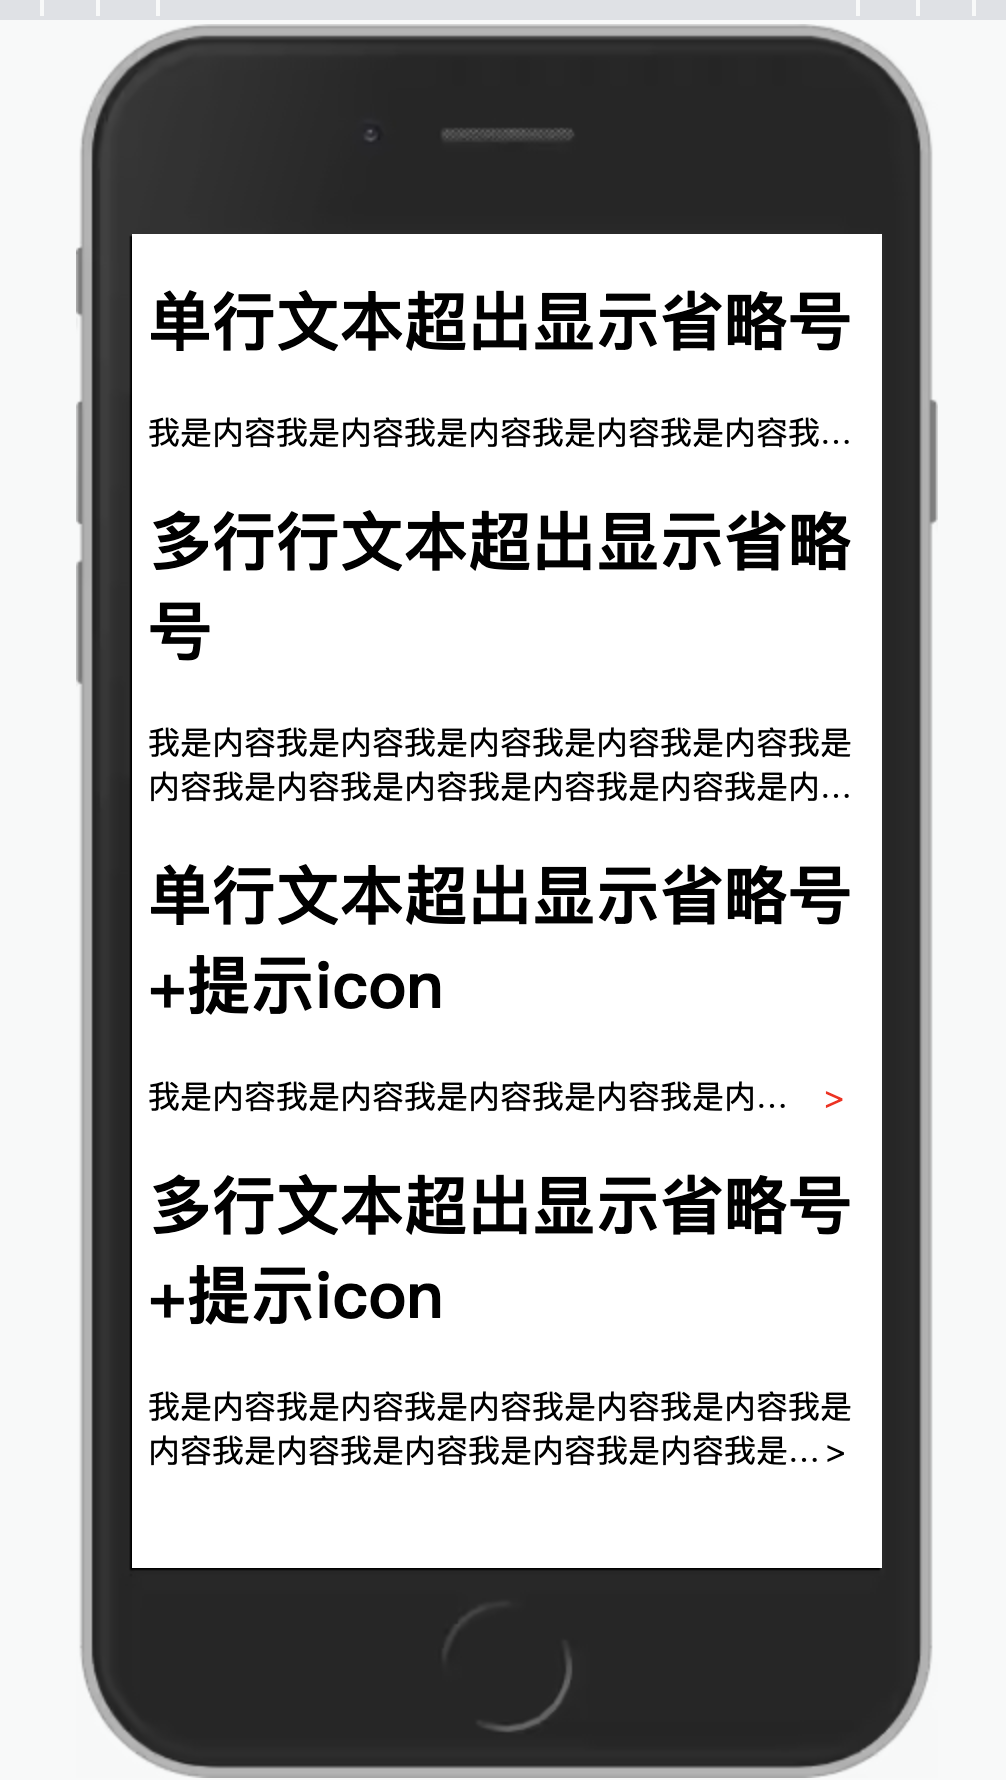 单行文本超出显示省略号
我是内容我是内容我是内容我是内容我是内容我...
多行行文本超出显示省略
号
我是内容我是内容我是内容我是内容我是内容我是
内容我是内容我是内容我是内容我是内容我是内...
单行文本超出显示省略号
+提示icon
我是内容我是内容我是内容我是内容我是内... >
多行文本超出显示省略号
+提示icon
我是内容我是内容我是内容我是内容我是内容我是
内容我是内容我是内容我是内容我是内容我是... >